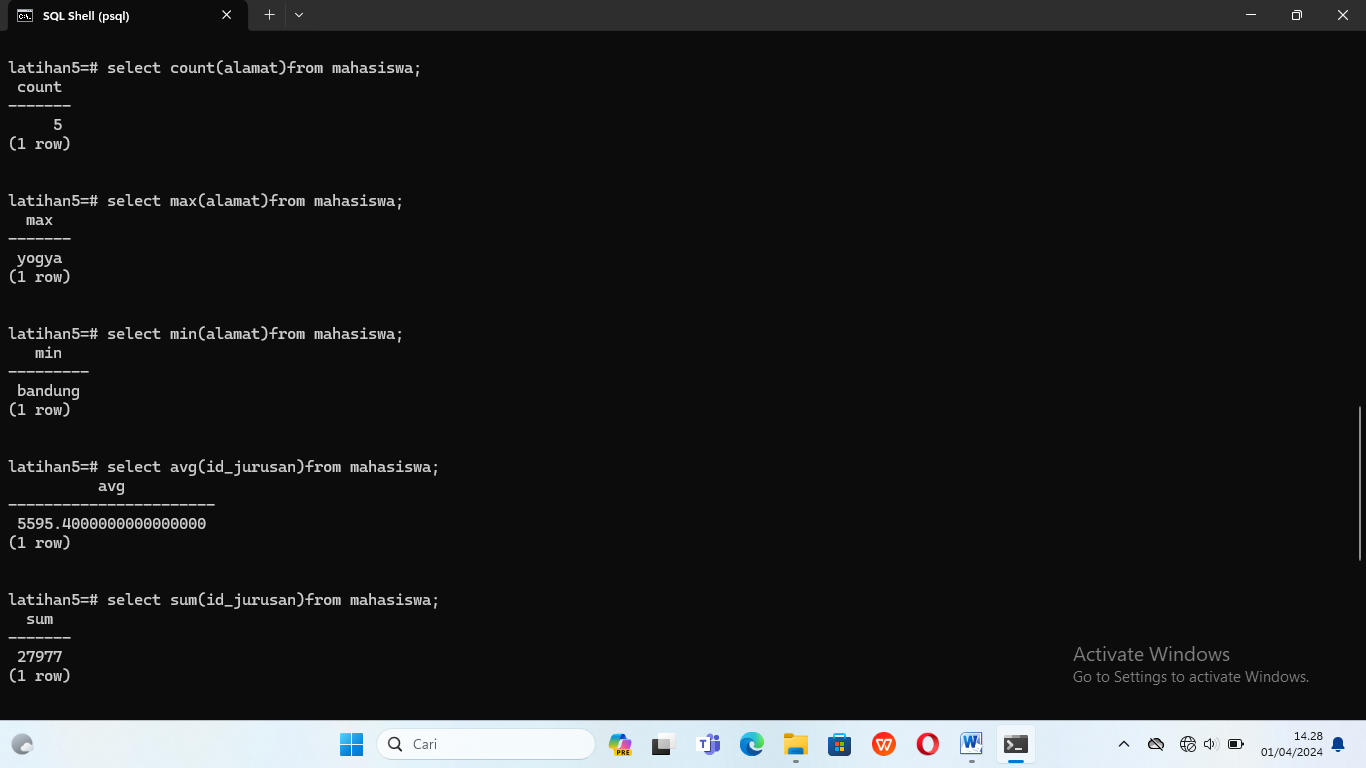 SQL Shell (psql)
latihan5=# select count(alamat)from mahasiswa;
 count
-------
     5
(1 row)
latihan5=# select max(alamat)from mahasiswa;
  max
-------
 yogya
(1 row)
latihan5=# select min(alamat)from mahasiswa;
   min
---------
 bandung
(1 row)
latihan5=# select avg(id_jurusan)from mahasiswa;
          avg
-----------------------
 5595.4000000000000000
(1 row)
latihan5=# select sum(id_jurusan)from mahasiswa;
  sum
-------
 27977
(1 row)
Activate Windows
Go to Settings to activate Windows.
Cari
PRE
14.28
01/04/2024